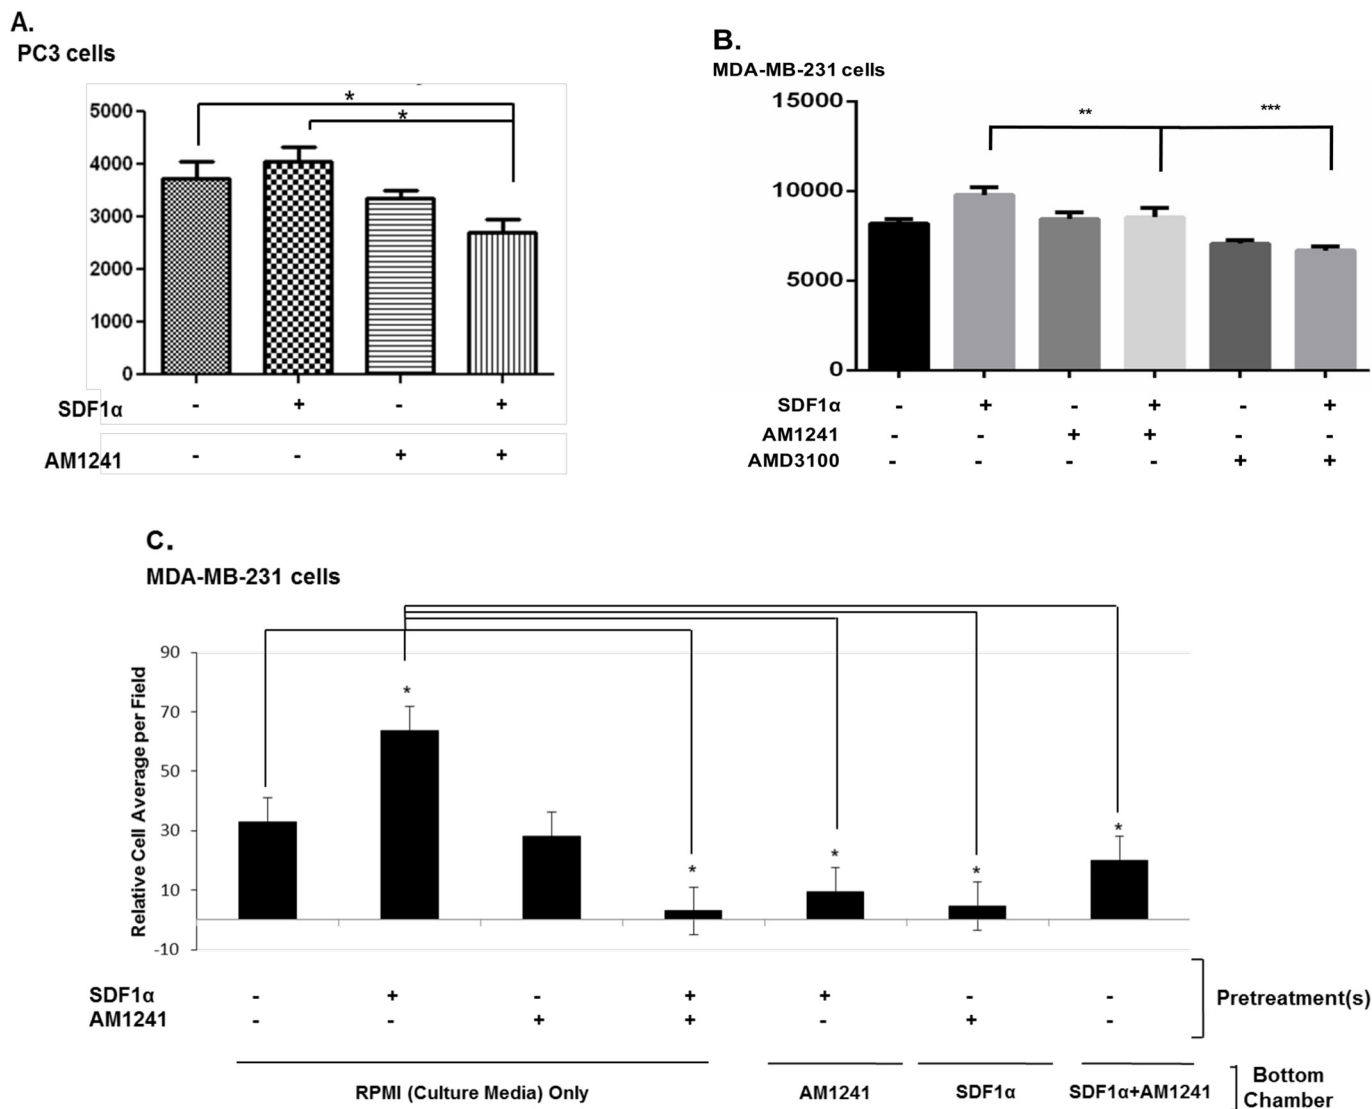 A.
PC3 cells
*
*
5000
4000
3000
2000
1000
0
SDF1α - + - +
AM1241 - - + +
B.
MDA-MB-231 cells
15000
10000
5000
0
** ***
SDF1α - + - + - +
AM1241 - - + + - -
AMD3100 - - - - + +
C.
MDA-MB-231 cells
Relative Cell Average per Field
90
70
50
30
10
-10
* * * * *
SDF1α - + - + + - -
AM1241 - - + + - + -
Pretreatment(s)
RPMI (Culture Media) Only AM1241 SDF1α SDF1α+AM1241
Bottom
Chamber